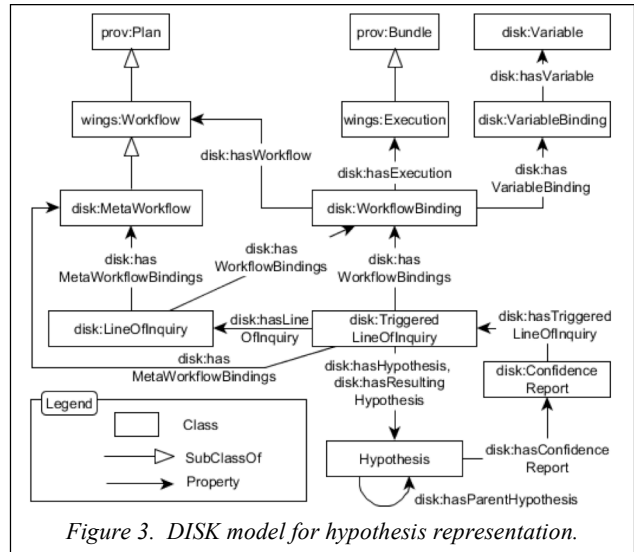 prov:Plan
prov:Bundle
disk:Variable
disk:hasVariable
wings:Workflow
wings:Execution
disk:VariableBinding
disk:hasWorkflow
disk:hasExecution
disk:has
VariableBinding
disk:MetaWorkflow
disk:WorkflowBinding
disk:has
MetaWorkflowBindings
disk:has
WorkflowBindings
disk:has
WorkflowBindings
disk:LineOfInquiry
disk:hasLine
OfInquiry
disk:Triggered
LineOfInquiry
disk:hasTriggered
LineOfInquiry
disk:has
MetaWorkflowBindings
disk:hasHypothesis,
disk:hasResulting
Hypothesis
disk:Confidence
Report
Legend
Class
SubClassOf
Property
Hypothesis
disk:hasConfidence
Report
disk:hasParentHypothesis
Figure 3. DISK model for hypothesis representation.